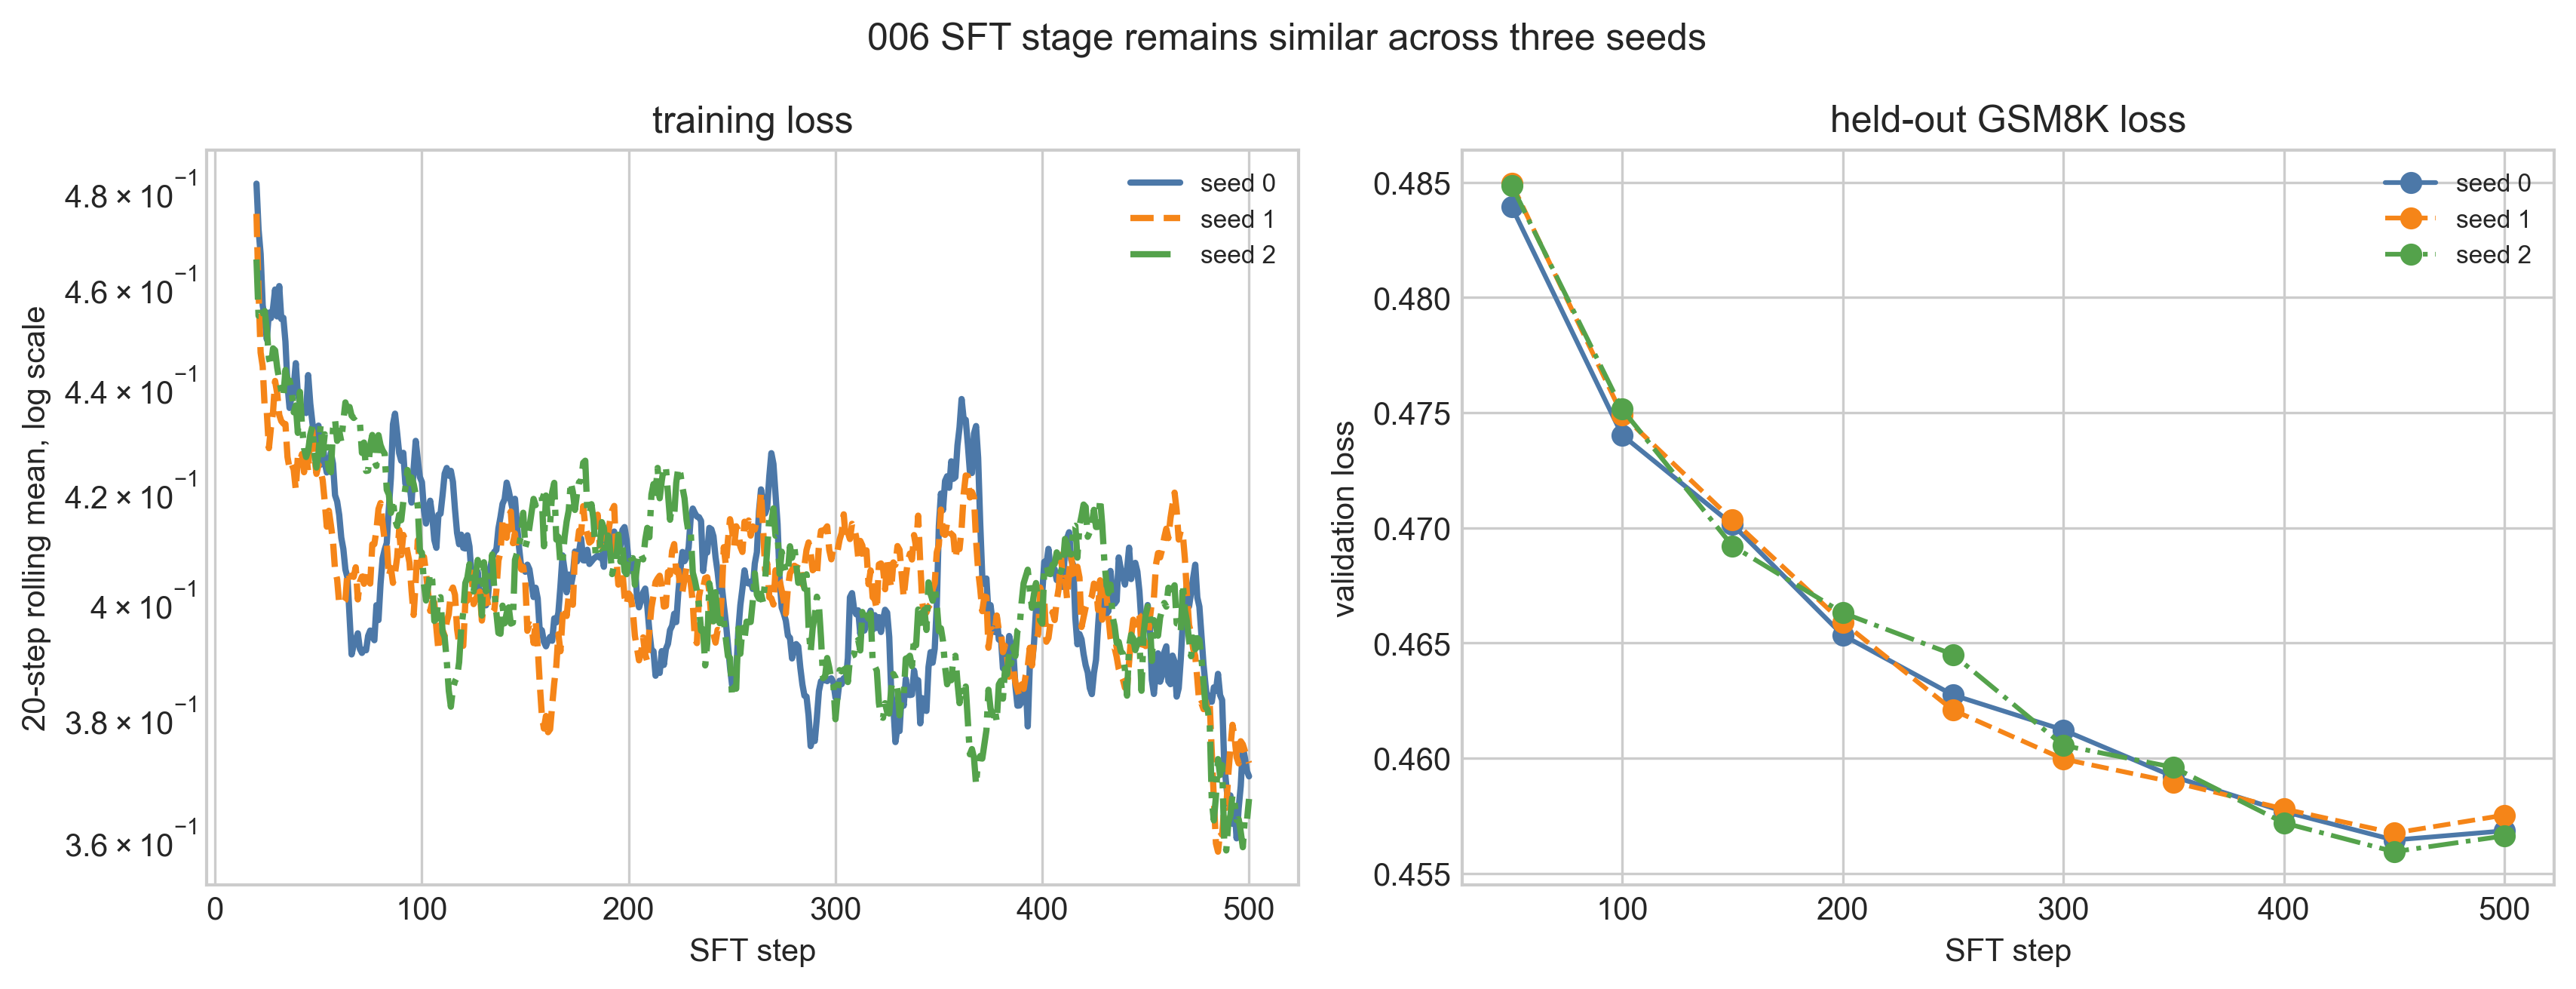 006 SFT stage remains similar across three seeds
training loss
20-step rolling mean, log scale
4.8 × 10⁻¹
4.6 × 10⁻¹
4.4 × 10⁻¹
4.2 × 10⁻¹
4 × 10⁻¹
3.8 × 10⁻¹
3.6 × 10⁻¹
seed 0
seed 1
seed 2
0 100 200 300 400 500
SFT step
held-out GSM8K loss
validation loss
0.485
0.480
0.475
0.470
0.465
0.460
0.455
seed 0
seed 1
seed 2
100 200 300 400 500
SFT step